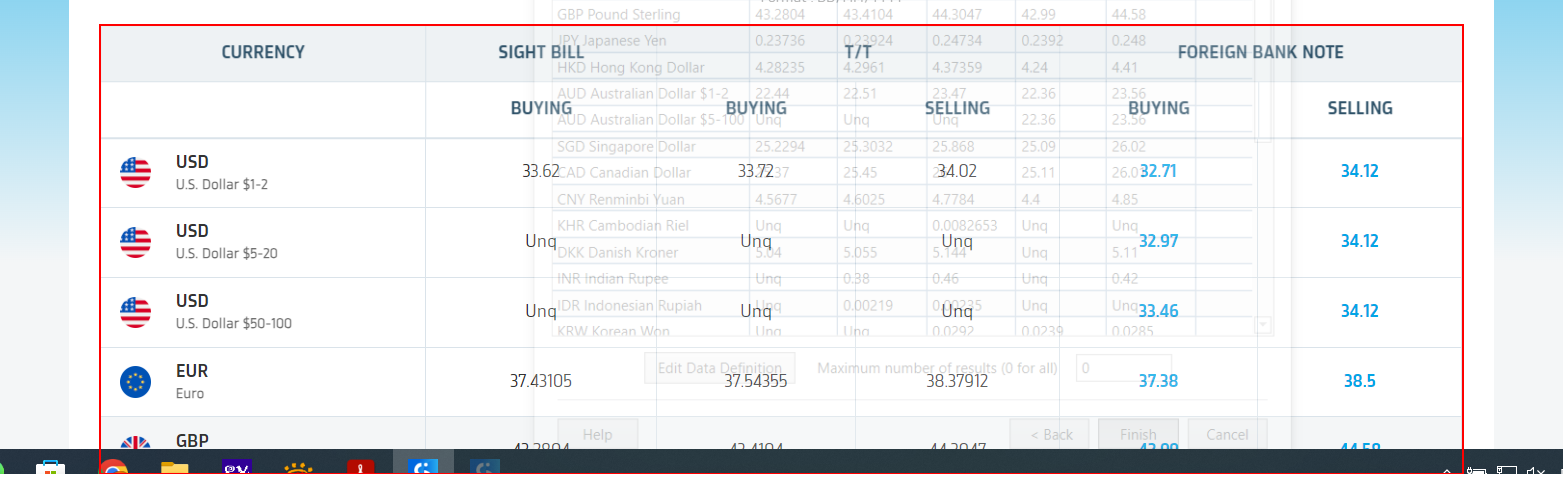 Format : DD/MM/YYYY
GBP Pound Sterling 43.2804 43.4104 44.3047 42.99 44.58
JPY Japanese Yen 0.23736 0.23924 0.24734 0.2392 0.248
CURRENCY SIGHT BILL T/T FOREIGN BANK NOTE
HKD Hong Kong Dollar 4.28235 4.2961 4.37359 4.24 4.41
AUD Australian Dollar $1-2 22.44 22.51 23.47 22.36 23.56
BUYING BUYING SELLING BUYING SELLING
AUD Australian Dollar $5-100 Unq Unq Unq 22.36 23.56
SGD Singapore Dollar 25.2294 25.3032 25.868 25.09 26.02
USD
33.62 33.72 34.02 32.71 34.12
CAD Canadian Dollar 25.45 25.11
U.S. Dollar $1-2
CNY Renminbi Yuan 4.5677 4.6025 4.7784 4.4 4.85
KHR Cambodian Riel Unq Unq 0.0082653 Unq Unq
USD
Unq Unq Unq 32.97 34.12
U.S. Dollar $5-20
DKK Danish Kroner 5.04 5.055 5.144 Unq 5.11
INR Indian Rupee Unq 0.38 0.46 Unq 0.42
USD
IDR Indonesian Rupiah Unq 0.00219 0.00235 Unq Unq
Unq Unq Unq 33.46 34.12
U.S. Dollar $50-100
KRW Korean Won Unq Unq 0.0292 0.0239 0.0285
EUR
Edit Data Definition Maximum number of results (0 for all) 0
37.43105 37.54355 38.37912 37.38 38.5
Euro
Help < Back Finish Cancel
GBP
43.2804 43.4104 44.3047 42.99 44.58